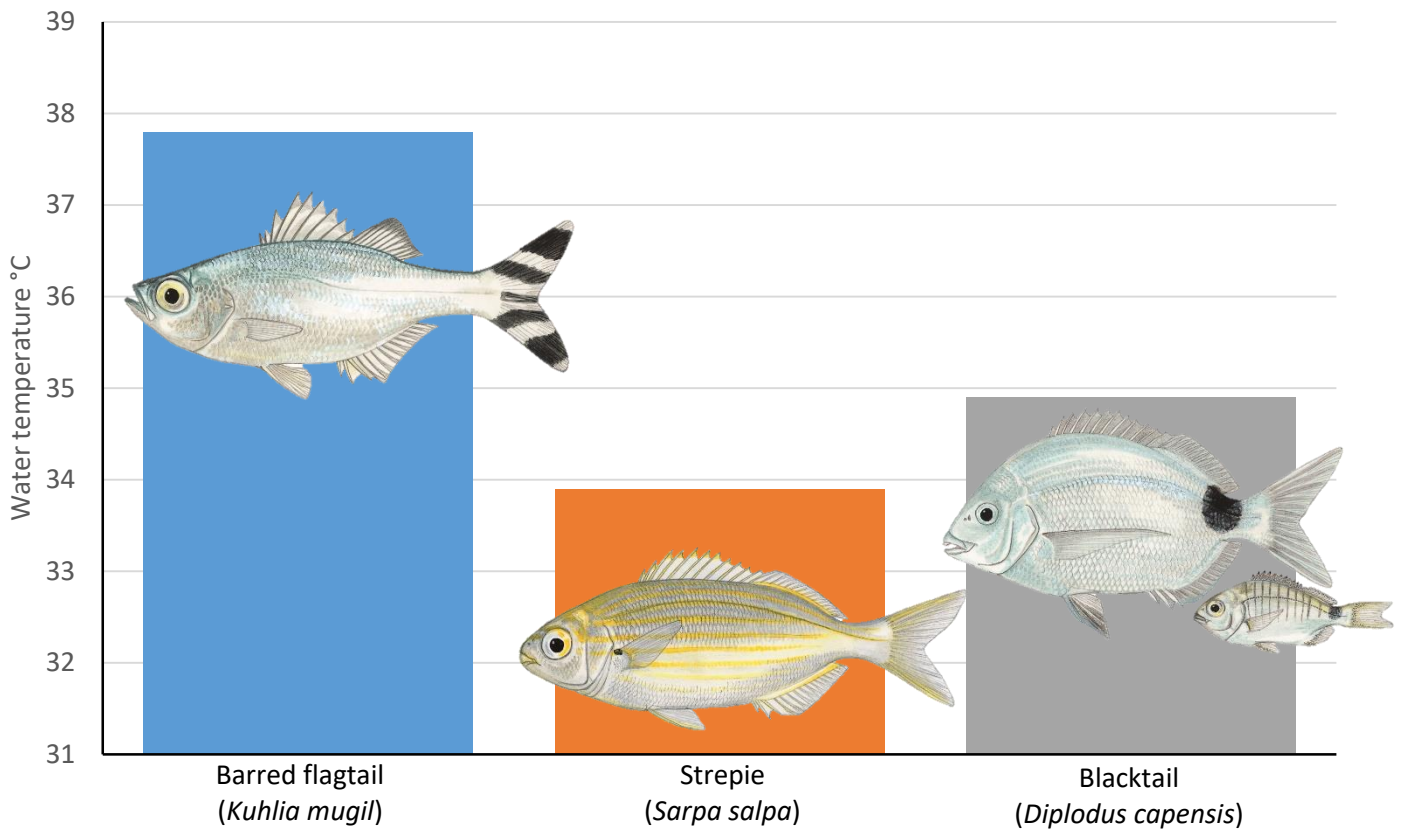 39
38
37
36
35
34
33
32
31
Water temperature ˚C
Barred flagtail
(Kuhlia mugil)
Strepie
(Sarpa salpa)
Blacktail
(Diplodus capensis)